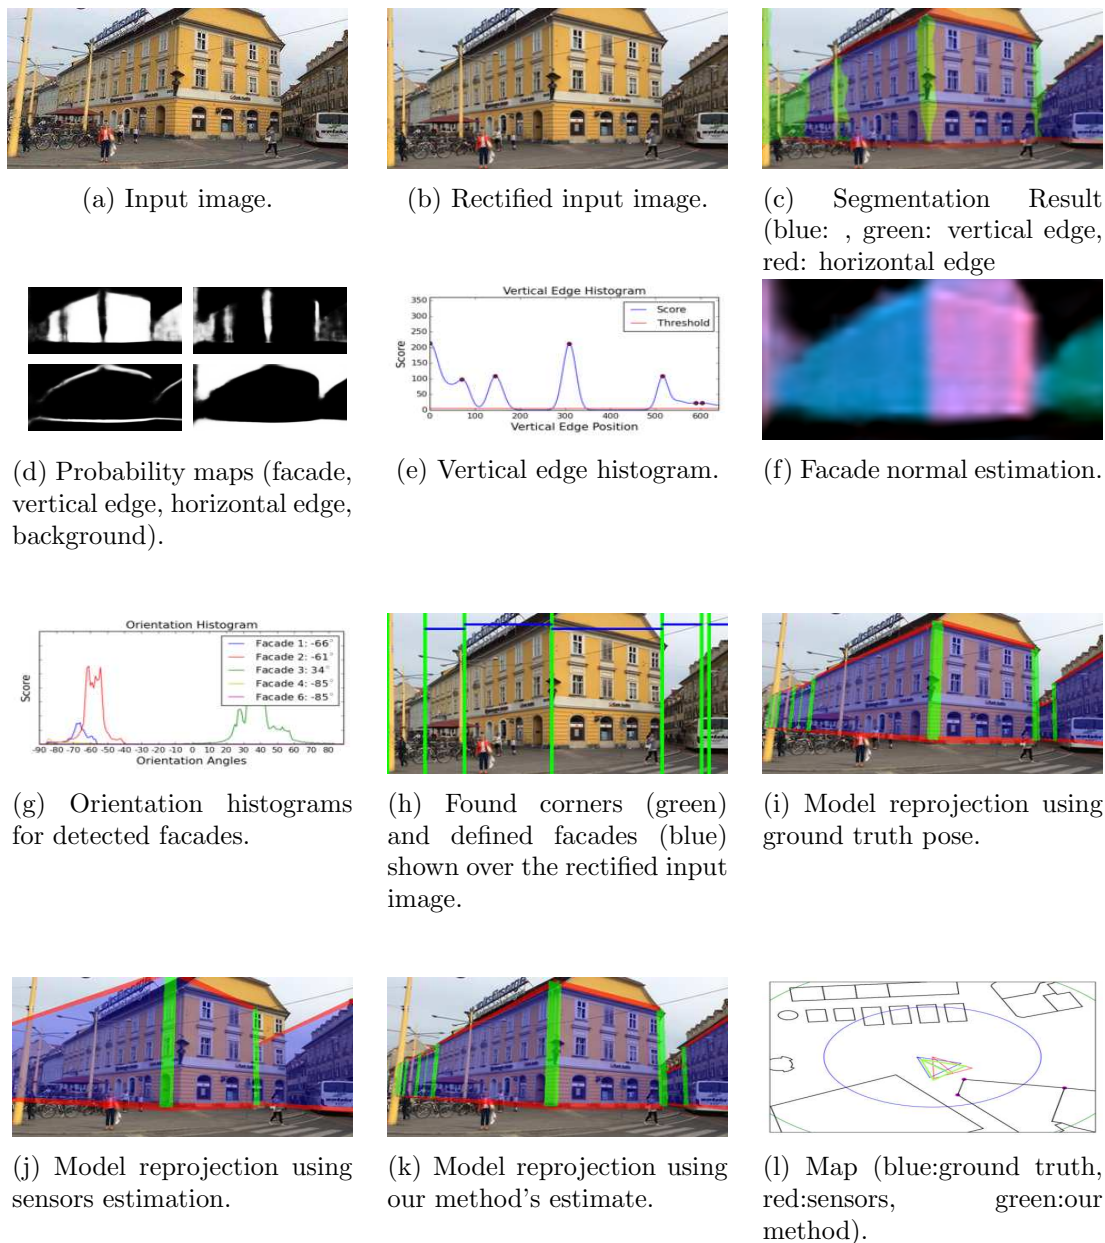 (a) Input image.
(b) Rectified input image.
(c) Segmentation Result
(blue: , green: vertical edge,
red: horizontal edge
(d) Probability maps (facade,
vertical edge, horizontal edge,
background).
Vertical Edge Histogram
Score
Threshold
350
300
250
200
150
100
50
0
0 100 200 300 400 500 600
Score
Vertical Edge Position
(e) Vertical edge histogram.
(f) Facade normal estimation.
Orientation Histogram
Facade 1: -66°
Facade 2: -61°
Facade 3: 34°
Facade 4: -85°
Facade 6: -85°
Score
-90 -80 -70 -60 -50 -40 -30 -20 -10 0 10 20 30 40 50 60 70 80
Orientation Angles
(g) Orientation histograms
for detected facades.
(h) Found corners (green)
and defined facades (blue)
shown over the rectified input
image.
(i) Model reprojection using
ground truth pose.
(j) Model reprojection using
sensors estimation.
(k) Model reprojection using
our method's estimate.
(l) Map (blue:ground truth,
red:sensors, green:our
method).